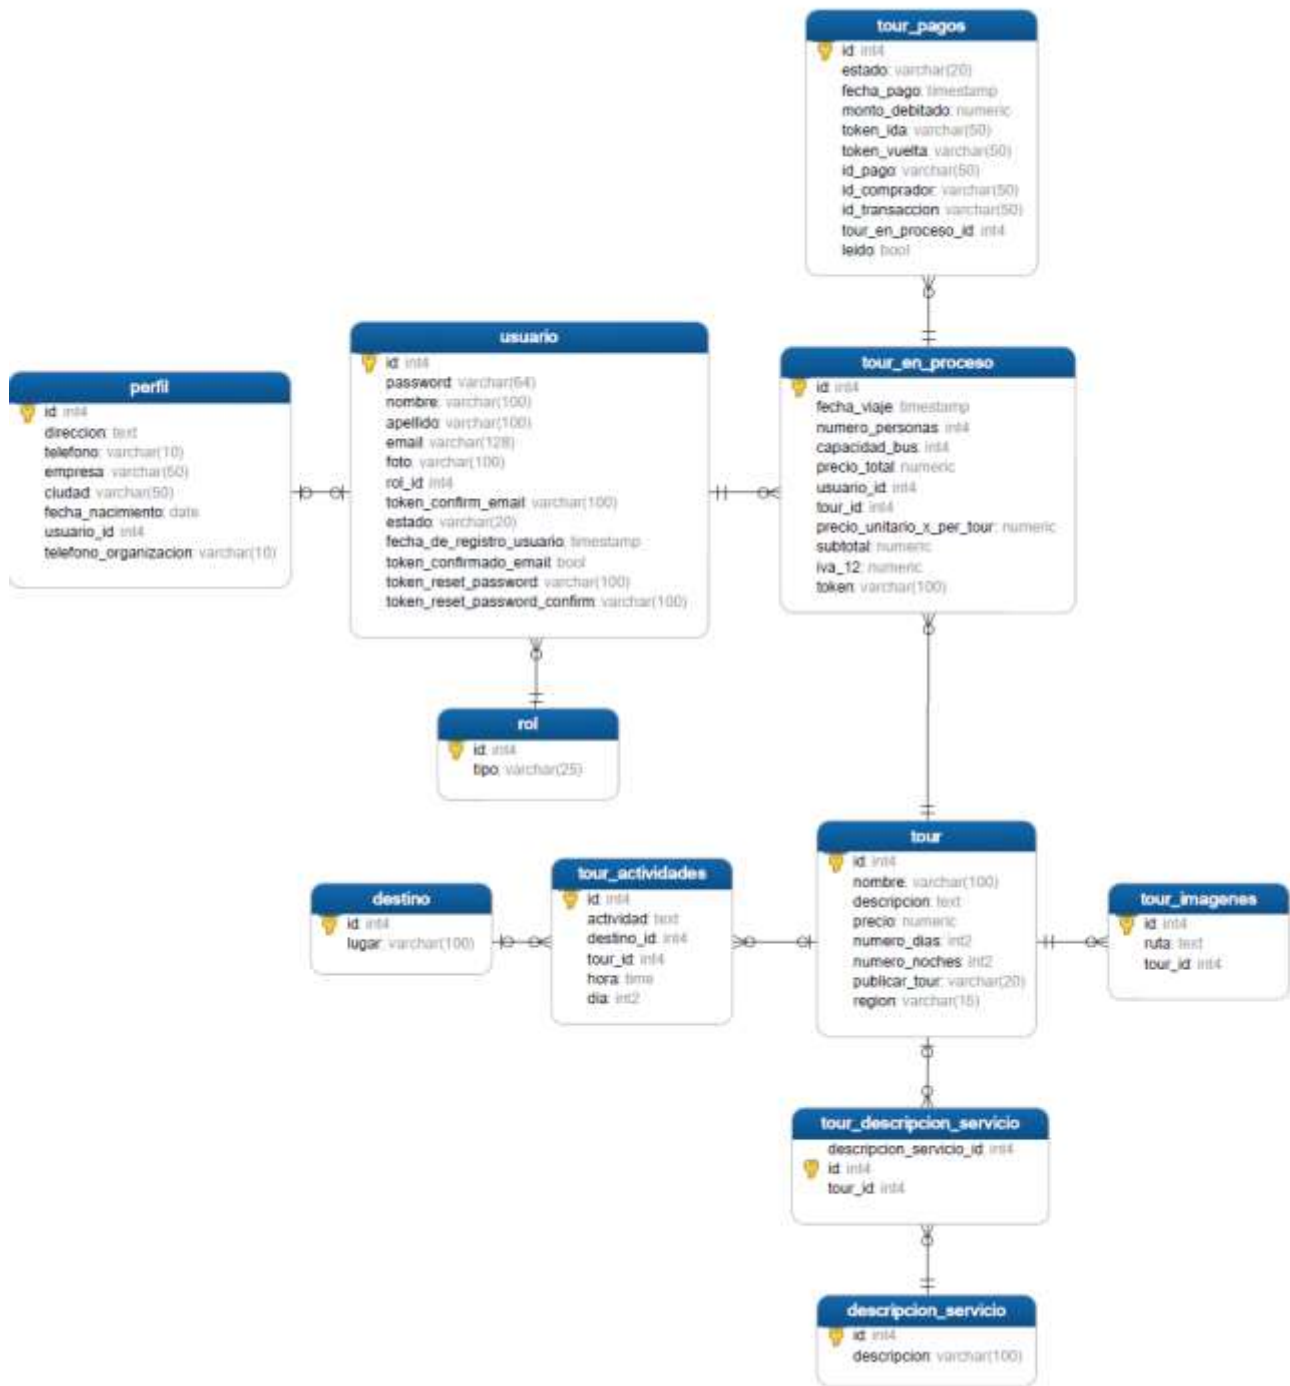 tour_pagos
id: int4
estado: varchar(20)
fecha_pago: timestamp
monto_debitado: numeric
token_ida: varchar(50)
token_vuelta: varchar(50)
id_pago: varchar(50)
id_comprador: varchar(50)
id_transaccion: varchar(50)
tour_en_proceso_id: int4
leido: bool
usuario
id: int4
password: varchar(64)
nombre: varchar(100)
apellido: varchar(100)
email: varchar(128)
foto: varchar(100)
rol_id: int4
token_confirm_email: varchar(100)
estado: varchar(20)
fecha_de_registro_usuario: timestamp
token_confirmado_email: bool
token_reset_password: varchar(100)
token_reset_password_confirm: varchar(100)
tour_en_proceso
id: int4
fecha_viaje: timestamp
numero_personas: int4
capacidad_bus: int4
precio_total: numeric
usuario_id: int4
tour_id: int4
precio_unitario_x_per_tour: numeric
subtotal: numeric
iva_12: numeric
token: varchar(100)
perfil
id: int4
direccion: text
telefono: varchar(10)
empresa: varchar(50)
ciudad: varchar(50)
fecha_nacimiento: date
usuario_id: int4
telefono_organizacion: varchar(10)
rol
id: int4
tipo: varchar(25)
tour
id: int4
nombre: varchar(100)
descripcion: text
precio: numeric
numero_dias: int2
numero_noches: int2
publicar_tour: varchar(20)
region: varchar(15)
tour_actividades
id: int4
actividad: text
destino_id: int4
tour_id: int4
hora: time
dia: int2
destino
id: int4
lugar: varchar(100)
tour_imagenes
id: int4
ruta: text
tour_id: int4
tour_descripcion_servicio
descripcion_servicio_id: int4
id: int4
tour_id: int4
descripcion_servicio
id: int4
descripcion: varchar(100)